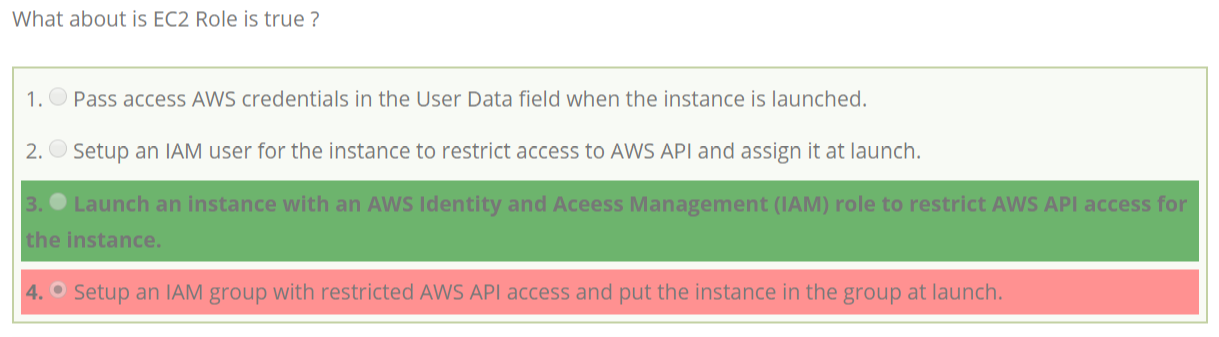 What about is EC2 Role is true ?
1. Pass access AWS credentials in the User Data field when the instance is launched.
2. Setup an IAM user for the instance to restrict access to AWS API and assign it at launch.
3. Launch an instance with an AWS Identity and Aceess Management (IAM) role to restrict AWS API access for
the instance.
4. Setup an IAM group with restricted AWS API access and put the instance in the group at launch.